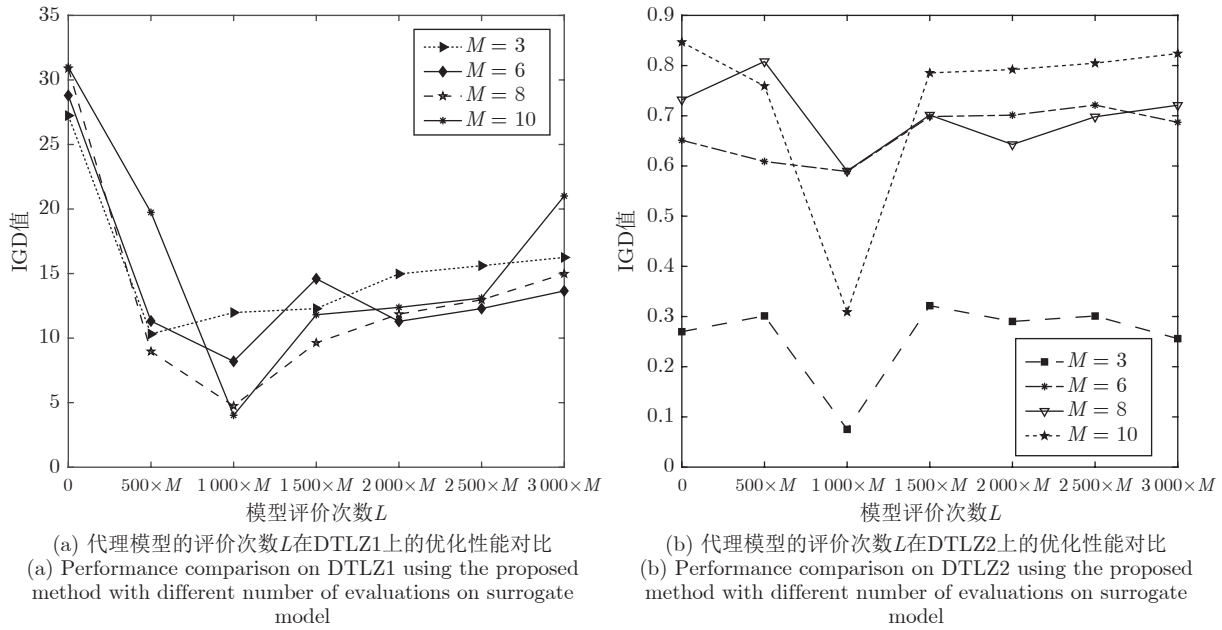 35
30
25
20
15
10
5
0
IGD值
M = 3
M = 6
M = 8
M = 10
0 500×M 1 000×M 1 500×M 2 000×M 2 500×M 3 000×M
模型评价次数L
(a) 代理模型的评价次数L在DTLZ1上的优化性能对比
(a) Performance comparison on DTLZ1 using the proposed
method with different number of evaluations on surrogate
model
0.9
0.8
0.7
0.6
0.5
0.4
0.3
0.2
0.1
0
IGD值
M = 3
M = 6
M = 8
M = 10
0 500×M 1 000×M 1 500×M 2 000×M 2 500×M 3 000×M
模型评价次数L
(b) 代理模型的评价次数L在DTLZ2上的优化性能对比
(b) Performance comparison on DTLZ2 using the proposed
method with different number of evaluations on surrogate
model